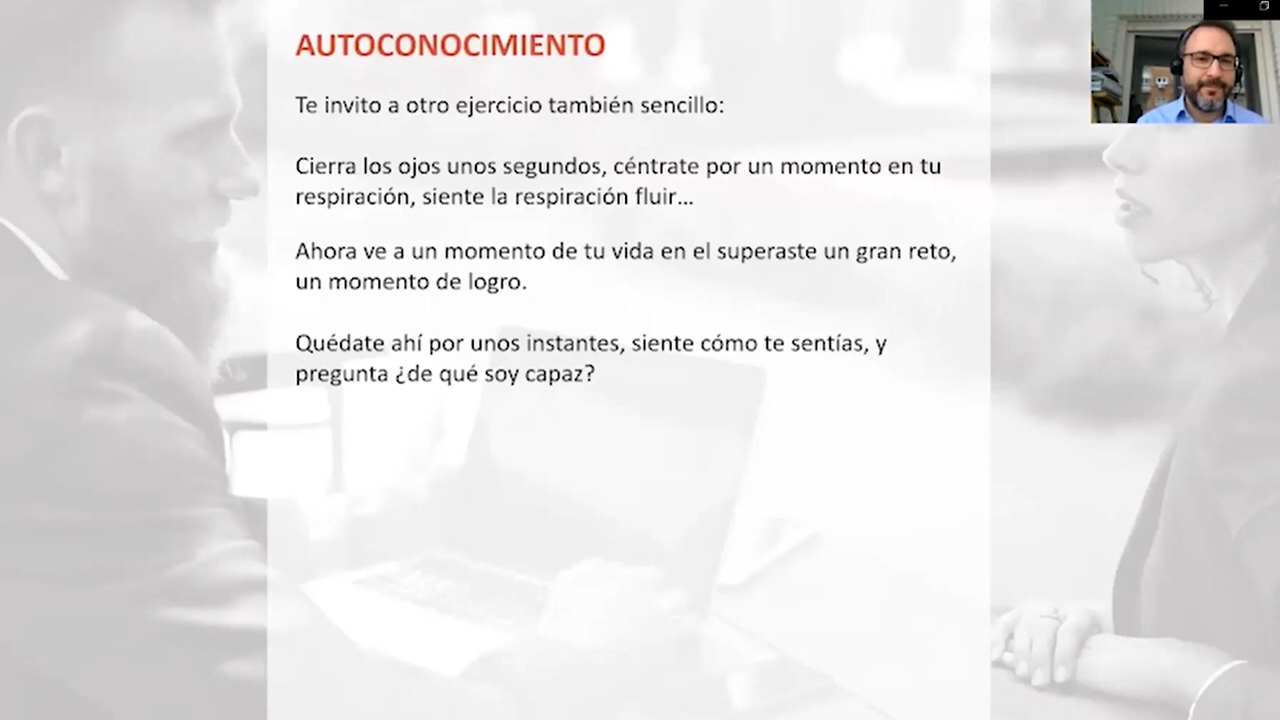 AUTOCONOCIMIENTO
Te invito a otro ejercicio también sencillo:
Cierra los ojos unos segundos, céntrate por un momento en tu
respiración, siente la respiración fluir...
Ahora ve a un momento de tu vida en el superaste un gran reto,
un momento de logro.
Quédate ahí por unos instantes, siente cómo te sentías, y
pregunta ¿de qué soy capaz?